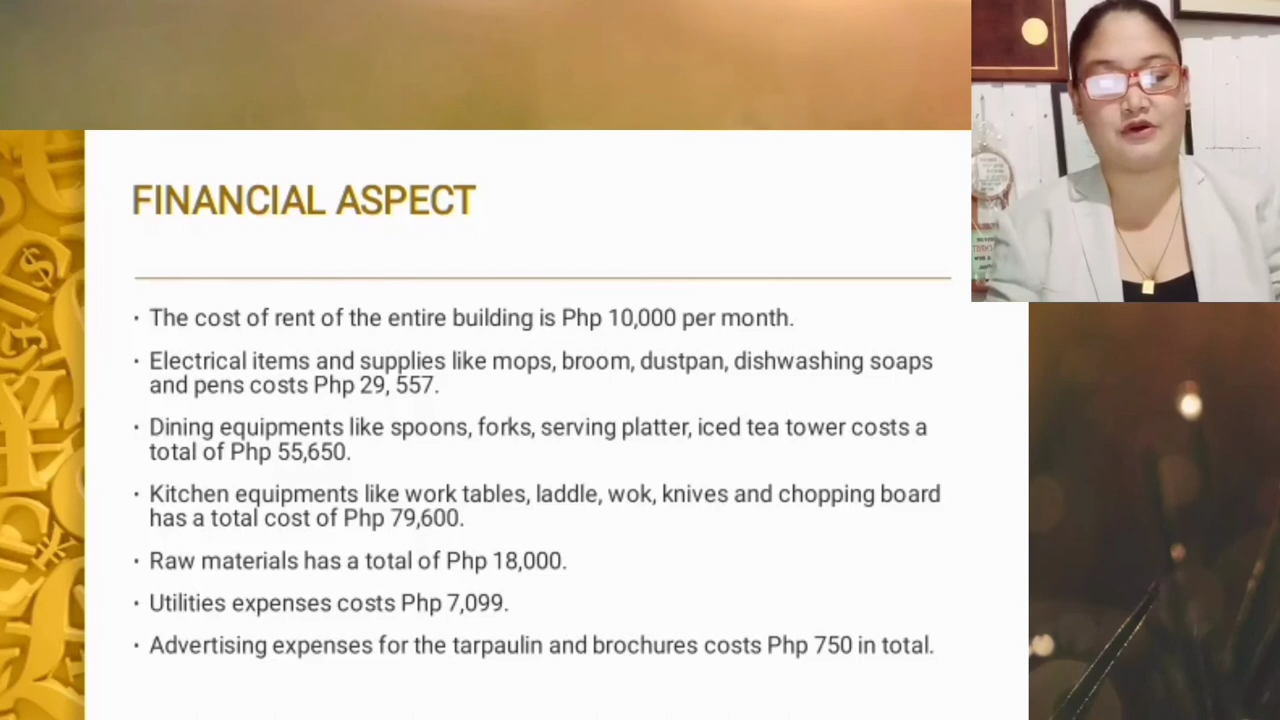 FINANCIAL ASPECT
· The cost of rent of the entire building is Php 10,000 per month.
· Electrical items and supplies like mops, broom, dustpan, dishwashing soaps
and pens costs Php 29, 557.
· Dining equipments like spoons, forks, serving platter, iced tea tower costs a
total of Php 55,650.
· Kitchen equipments like work tables, laddle, wok, knives and chopping board
has a total cost of Php 79,600.
· Raw materials has a total of Php 18,000.
· Utilities expenses costs Php 7,099.
· Advertising expenses for the tarpaulin and brochures costs Php 750 in total.